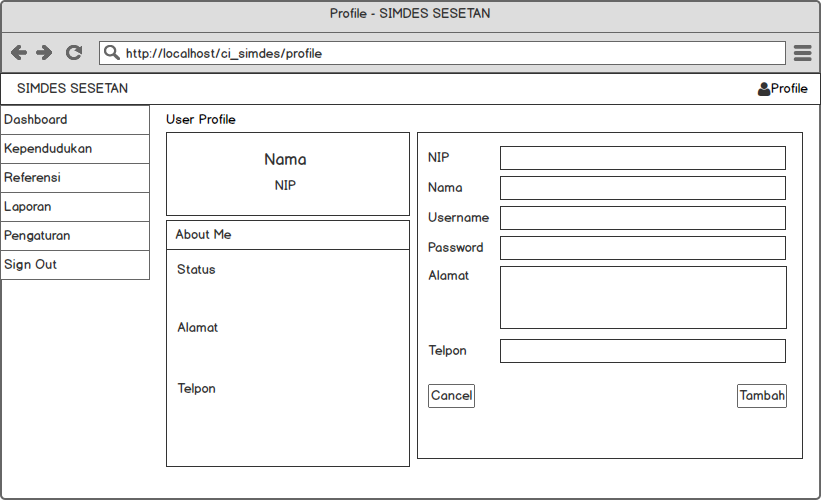 Profile - SIMDES SESETAN
http://localhost/ci_simdes/profile
SIMDES SESETAN
Profile
Dashboard
Kependudukan
Referensi
Laporan
Pengaturan
Sign Out
User Profile
Nama
NIP
About Me
Status
Alamat
Telpon
NIP
Nama
Username
Password
Alamat
Telpon
Cancel
Tambah